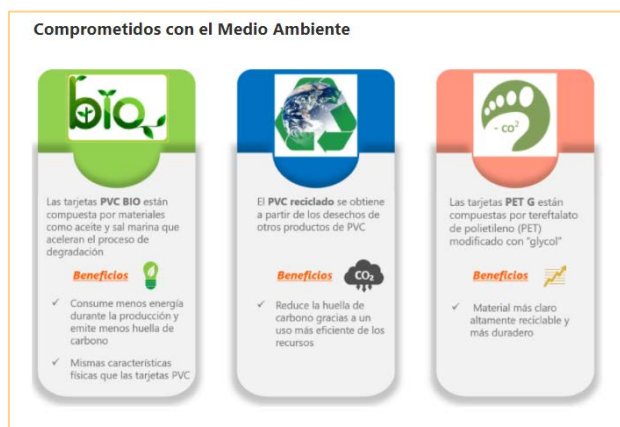 Comprometidos con el Medio Ambiente
bio
Las tarjetas PVC BIO están
compuesta por materiales
como aceite y sal marina que
aceleran el proceso de
degradación
Beneficios
✓ Consume menos energía
durante la producción y
emite menos huella de
carbono
✓ Mismas características
físicas que las tarjetas PVC
El PVC reciclado se obtiene
a partir de los desechos de
otros productos de PVC
Beneficios
CO₂
✓ Reduce la huella de
carbono gracias a un
uso más eficiente de los
recursos
- co²
Las tarjetas PET G están
compuestas por tereftalato
de polietileno (PET)
modificado con "glycol"
Beneficios
✓ Material más claro
altamente reciclable y
más duradero